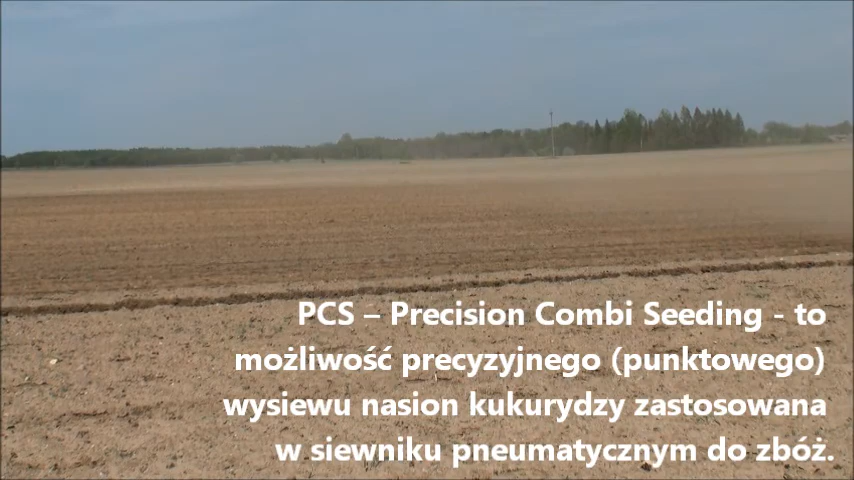 PCS – Precision Combi Seeding - to
możliwość precyzyjnego (punktowego)
wysiewu nasion kukurydzy zastosowana
w siewniku pneumatycznym do zbóż.